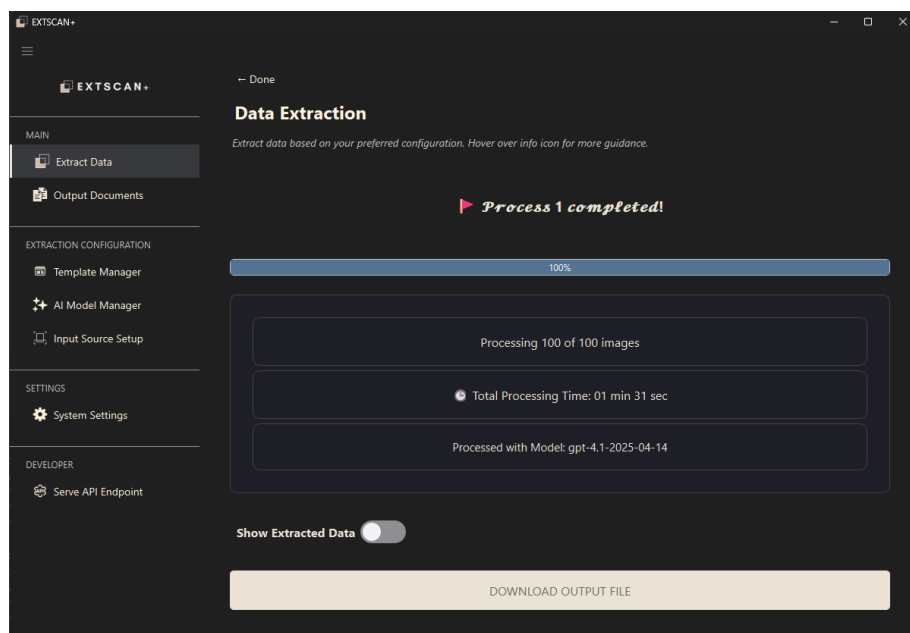 EXTSCAN+
EXTSCAN+
MAIN
Extract Data
Output Documents
EXTRACTION CONFIGURATION
Template Manager
AI Model Manager
Input Source Setup
SETTINGS
System Settings
DEVELOPER
Serve API Endpoint
← Done
Data Extraction
Extract data based on your preferred configuration. Hover over info icon for more guidance.
Process 1 completed!
100%
Processing 100 of 100 images
Total Processing Time: 01 min 31 sec
Processed with Model: gpt-4.1-2025-04-14
Show Extracted Data
DOWNLOAD OUTPUT FILE